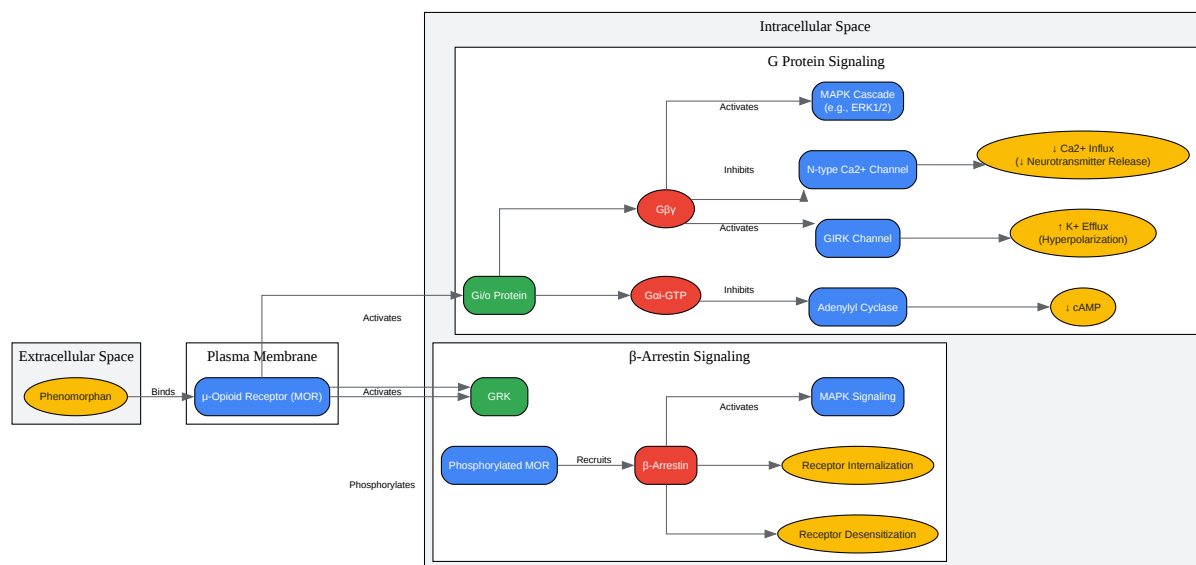 Intracellular Space
G Protein Signaling
MAPK Cascade
(e.g., ERK1/2)
Activates
↓ Ca2+ Influx
(↓ Neurotransmitter Release)
Inhibits
N-type Ca2+ Channel
Gβγ
Activates
GIRK Channel
↑ K+ Efflux
(Hyperpolarization)
Gi/o Protein
Gαi-GTP
Inhibits
Adenylyl Cyclase
↓ cAMP
Activates
Extracellular Space
Plasma Membrane
β-Arrestin Signaling
Phenomorphan
Binds
μ-Opioid Receptor (MOR)
Activates
GRK
Activates
MAPK Signaling
Phosphorylated MOR
Recruits
β-Arrestin
Receptor Internalization
Phosphorylates
Receptor Desensitization